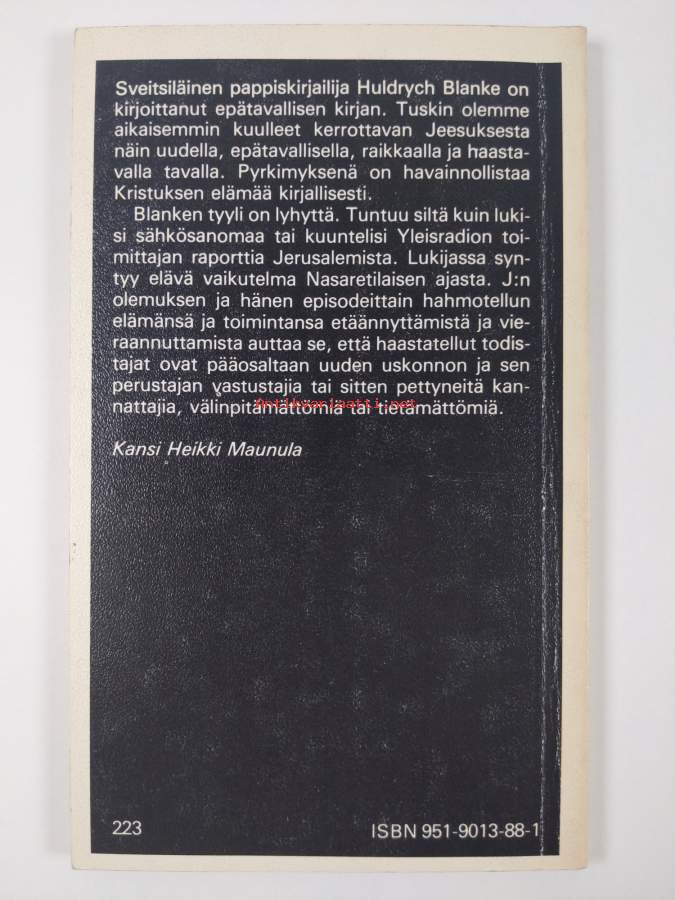 Sveitsiläinen pappiskirjailija Huldrych Blanke on
kirjoittanut epätavallisen kirjan. Tuskin olemme
aikaisemmin kuulleet kerrottavan Jeesuksesta
näin uudella, epätavallisella, raikkaalla ja haasta-
valla tavalla. Pyrkimyksenä on havainnollistaa
Kristuksen elämää kirjallisesti.
Blanken tyyli on lyhyttä. Tuntuu siltä kuin luki-
si sähkösanomaa tai kuuntelisi Yleisradion toi-
mittajan raporttia Jerusalemista. Lukijassa syn-
tyy elävä vaikutelma Nasaretilaisen ajasta. J:n
olemuksen ja hänen episodeittain hahmotellun
elämänsä ja toimintansa etäännyttämistä ja vie-
raannuttamista auttaa se, että haastatellut todis-
tajat ovat pääosaltaan uuden uskonnon ja sen
perustajan vastustajia tai sitten pettyneitä kan-
nattajia, välinpitämättömiä tai tietämättömiä.
Antikvariaatti.net
Kansi Heikki Maunula
223
ISBN 951-9013-88-1